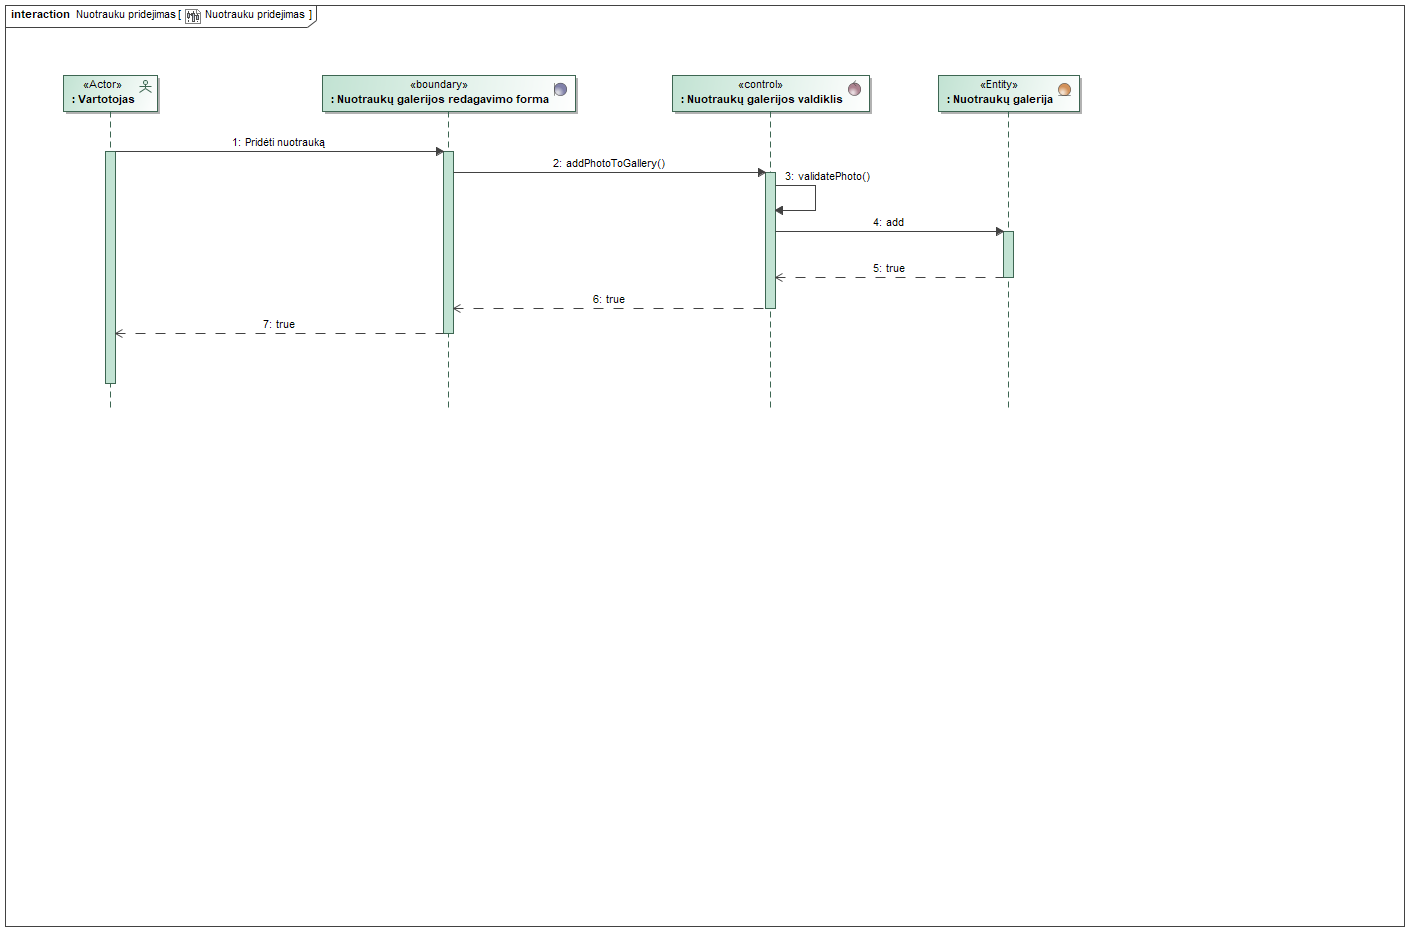 interaction Nuotrauku pridejimas [ Nuotrauku pridejimas ]
«Actor»
: Vartotojas
«boundary»
: Nuotraukų galerijos redagavimo forma
«control»
: Nuotraukų galerijos valdiklis
«Entity»
: Nuotraukų galerija
1: Pridėti nuotrauką
2: addPhotoToGallery()
3: validatePhoto()
4: add
5: true
6: true
7: true